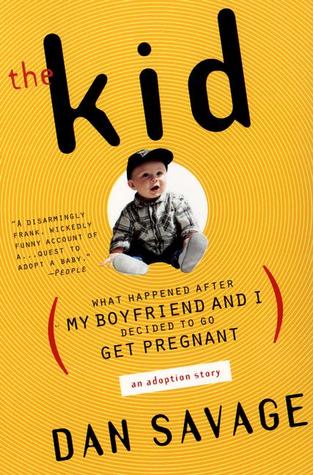 the
kid
"A DISARMINGLY
FRANK, WICKEDLY
FUNNY ACCOUNT OF
A...QUEST TO
ADOPT A BABY."
—PEOPLE
(WHAT HAPPENED AFTER
MY BOYFRIEND AND I
DECIDED TO GO
GET PREGNANT)
an adoption story
DAN SAVAGE